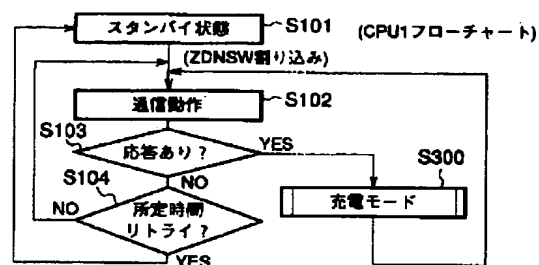 スタンバイ状態
S101
(CPU1フローチャート)
(ZDNSW割り込み)
通信動作
S102
S103
応答あり?
YES
NO
S104
所定時間
リトライ?
NO
YES
S300
充電モード